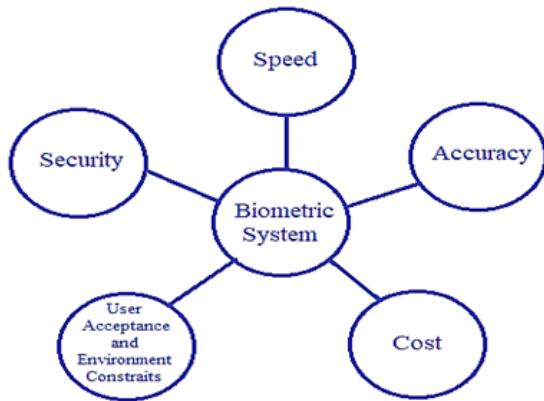 Speed
Security
Accuracy
Biometric
System
User
Acceptance
and
Environment
Constraits
Cost